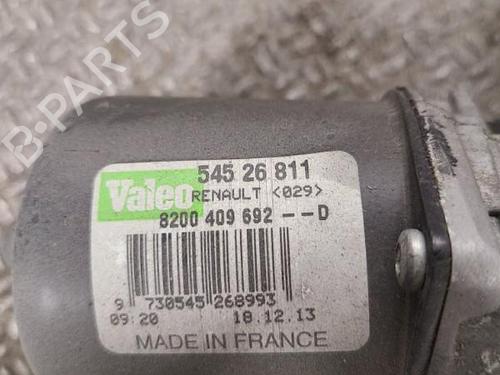 B-PARTS
545 26 811
Valeo
RENAULT <029>
8200 409 692 -- D
9 730545 268993
09:20 18.12.13
MADE IN FRANCE